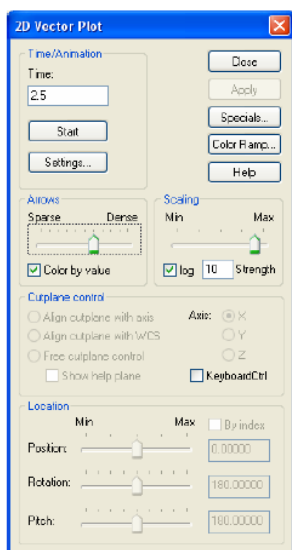 2D Vector Plot
Time/Animation
Time:
2.5
Start
Settings...
Close
Apply
Specials...
Color Ramp...
Help
Arrows
Sparse Dense
Color by value
Scaling
Min Max
log 10 Strength
Cutplane control
Align cutplane with axis
Align cutplane with WCS
Free cutplane control
Show help plane
Axis: X
Y
Z
KeyboardCtrl
Location
Min Max
By index
Position: 0.00000
Rotation: 180.00000
Pitch: 180.00000